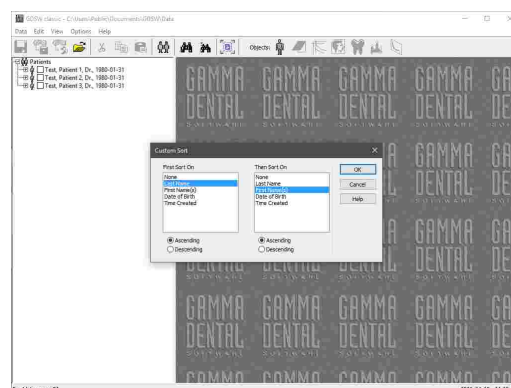 GDSW classic - C:\Users\Public\Documents\GDSW\Data
Data Edit View Options Help
Objects:
Patients
Test, Patient 1, Dr., 1980-01-31
Test, Patient 2, Dr., 1980-01-31
Test, Patient 3, Dr., 1980-01-31
Custom Sort
First Sort On
Then Sort On
None
Last Name
First Name(s)
Date of Birth
Time Created
None
Last Name
First Name(s)
Date of Birth
Time Created
Ascending
Descending
Ascending
Descending
OK
Cancel
Help
GAMMA
DENTAL
SOFTWARE